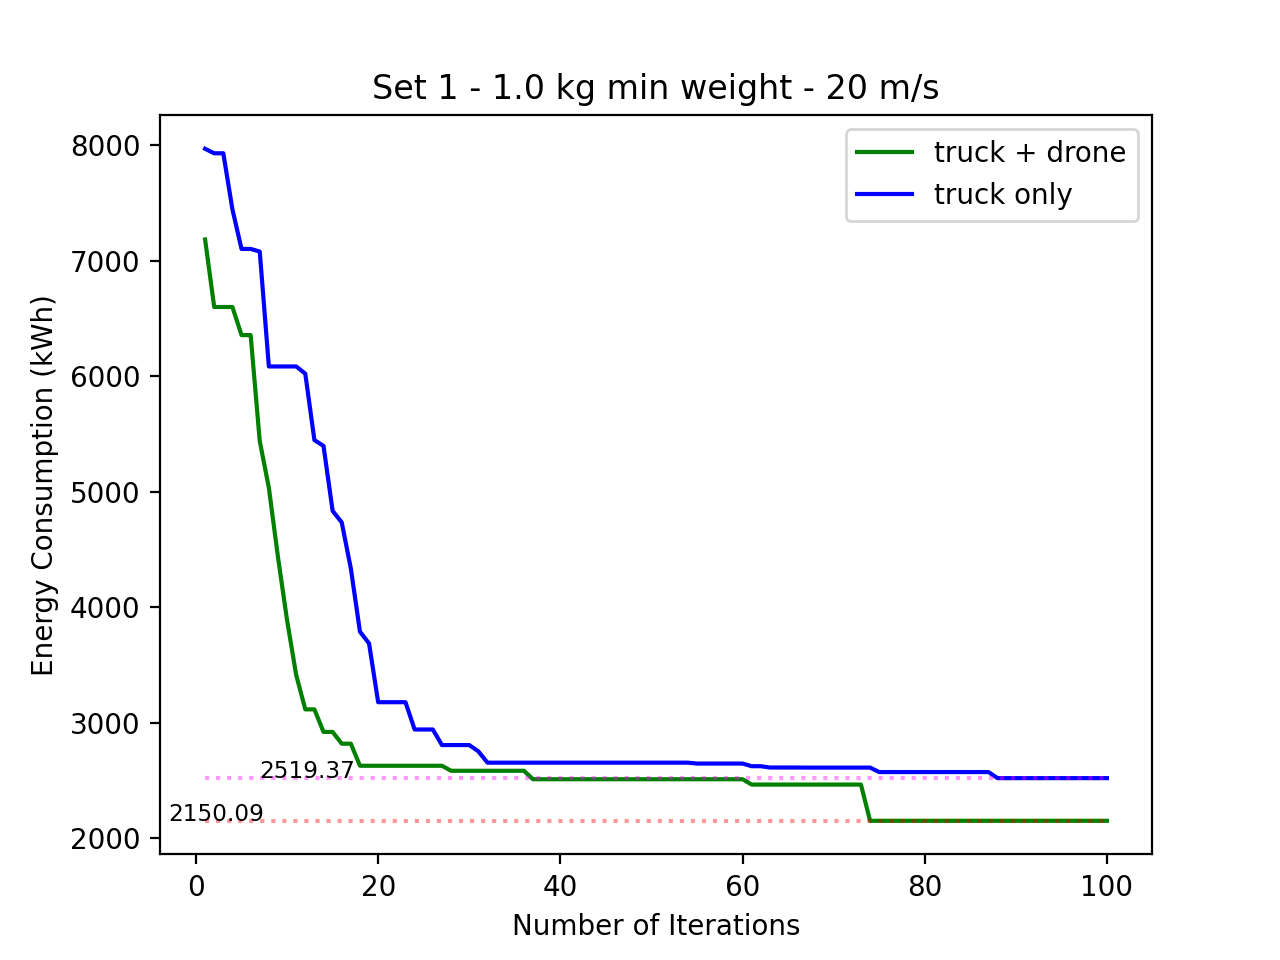 Set 1 - 1.0 kg min weight - 20 m/s
truck + drone
truck only
Energy Consumption (kWh)
8000
7000
6000
5000
4000
3000
2000
2519.37
2150.09
0 20 40 60 80 100
Number of Iterations